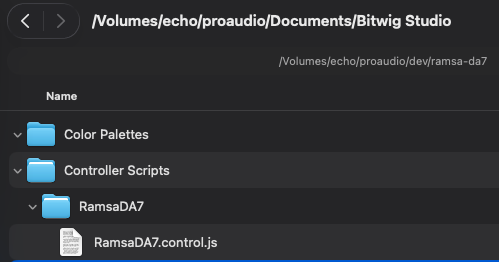 /Volumes/echo/proaudio/Documents/Bitwig Studio
/Volumes/echo/proaudio/dev/ramsa-da7
Name
Color Palettes
Controller Scripts
RamsaDA7
RamsaDA7.control.js